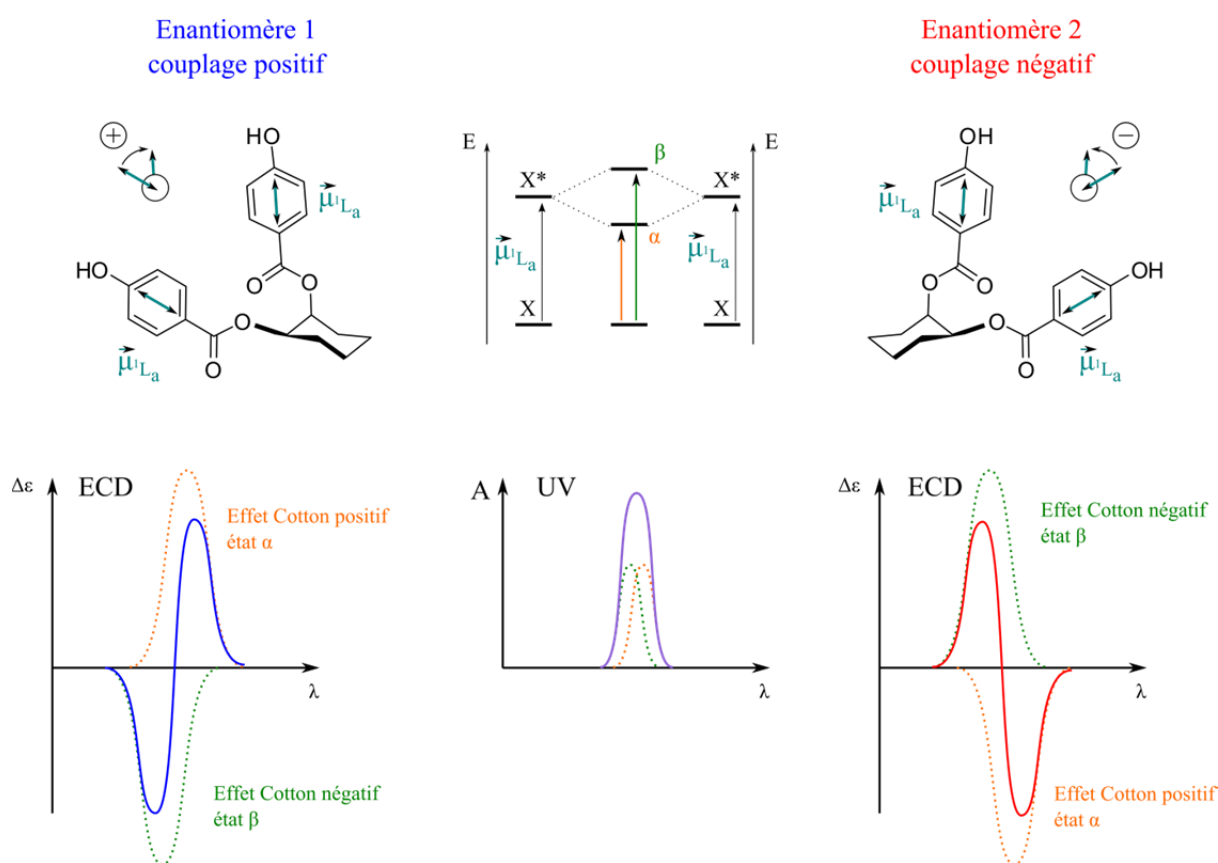 Enantiomère 1
couplage positif
Enantiomère 2
couplage négatif
+
HO
μ¹La
HO
O
O
O
O
μ¹La
E
E
β
X*
X*
α
μ¹La
μ¹La
X
X
OH
−
μ¹La
O
O
OH
O
O
μ¹La
Δε
ECD
Effet Cotton positif
état α
λ
Effet Cotton négatif
état β
A
UV
λ
Δε
ECD
Effet Cotton négatif
état β
λ
Effet Cotton positif
état α